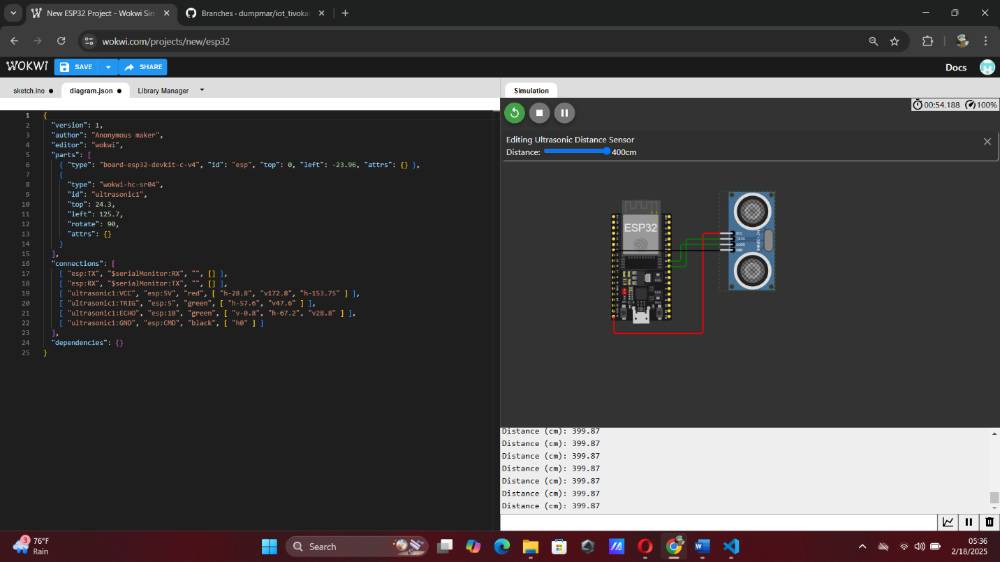 New ESP32 Project - Wokwi Sim
Branches · dumpmar/iot_tivoka
wokwi.com/projects/new/esp32
WOKWI
SAVE
SHARE
Docs
sketch.ino ●
diagram.json ●
Library Manager
Simulation
1 {
2 "version": 1,
3 "author": "Anonymous maker",
4 "editor": "wokwi",
5 "parts": [
6 { "type": "board-esp32-devkit-c-v4", "id": "esp", "top": 0, "left": -23.96, "attrs": {} },
7 {
8 "type": "wokwi-hc-sr04",
9 "id": "ultrasonic1",
10 "top": 24.3,
11 "left": 125.7,
12 "rotate": 90,
13 "attrs": {}
14 }
15 ],
16 "connections": [
17 [ "esp:TX", "$serialMonitor:RX", "", [] ],
18 [ "esp:RX", "$serialMonitor:TX", "", [] ],
19 [ "ultrasonic1:VCC", "esp:5V", "red", [ "h-28.8", "v172.8", "h-153.75" ] ],
20 [ "ultrasonic1:TRIG", "esp:5", "green", [ "h-57.6", "v47.6" ] ],
21 [ "ultrasonic1:ECHO", "esp:18", "green", [ "v-0.8", "h-67.2", "v28.8" ] ],
22 [ "ultrasonic1:GND", "esp:CMD", "black", [ "h0" ] ]
23 ],
24 "dependencies": {}
25 }
00:54.188 100%
Editing Ultrasonic Distance Sensor
Distance: 400cm
ESP32
VCC
TRIG
ECHO
GND
HC-SR04
Distance (cm): 399.87
Distance (cm): 399.87
Distance (cm): 399.87
Distance (cm): 399.87
Distance (cm): 399.87
Distance (cm): 399.87
Distance (cm): 399.87
3
76°F
Rain
Search
05:36
2/18/2025